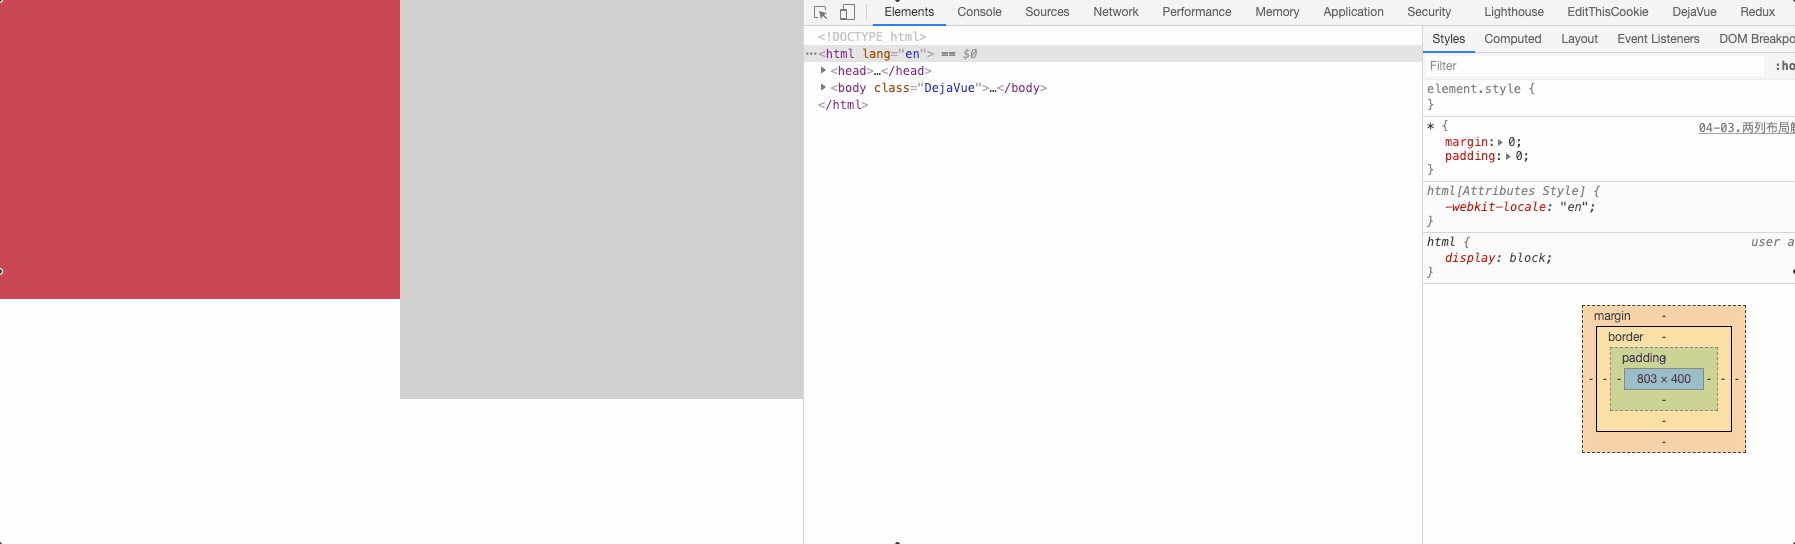 Elements Console Sources Network Performance Memory Application Security Lighthouse EditThisCookie DejaVue Redux
<!DOCTYPE html>
⋯<html lang="en"> == $0
▶<head>…</head>
▶<body class="DejaVue">…</body>
</html>
Styles Computed Layout Event Listeners DOM Breakpo
Filter :ho
element.style {
}
* { 04-03.两列布局
margin:▶ 0;
padding:▶ 0;
}
html[Attributes Style] {
-webkit-locale: "en";
}
html { user a
display: block;
}
margin -
border -
padding -
- - - 803 × 400 - - -
-
-
-